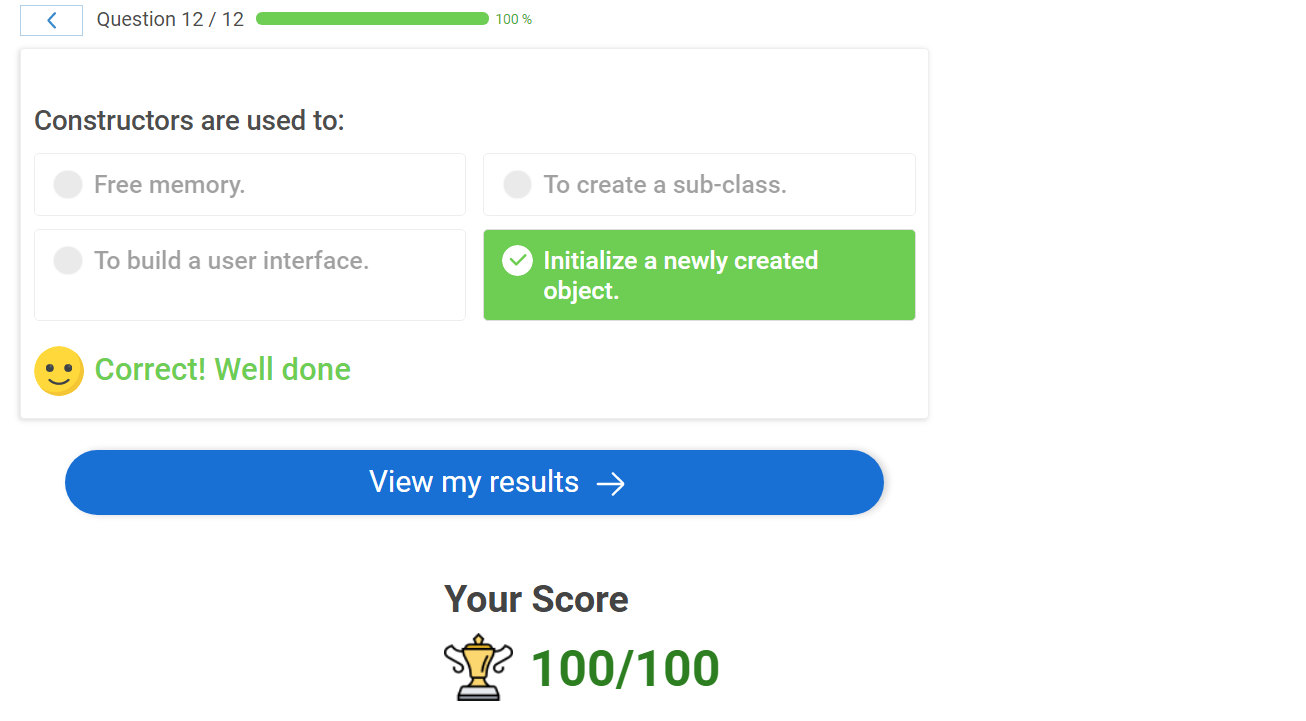 Question 12 / 12 100 %
Constructors are used to:
Free memory.
To create a sub-class.
To build a user interface.
Initialize a newly created
object.
Correct! Well done
View my results
Your Score
100/100